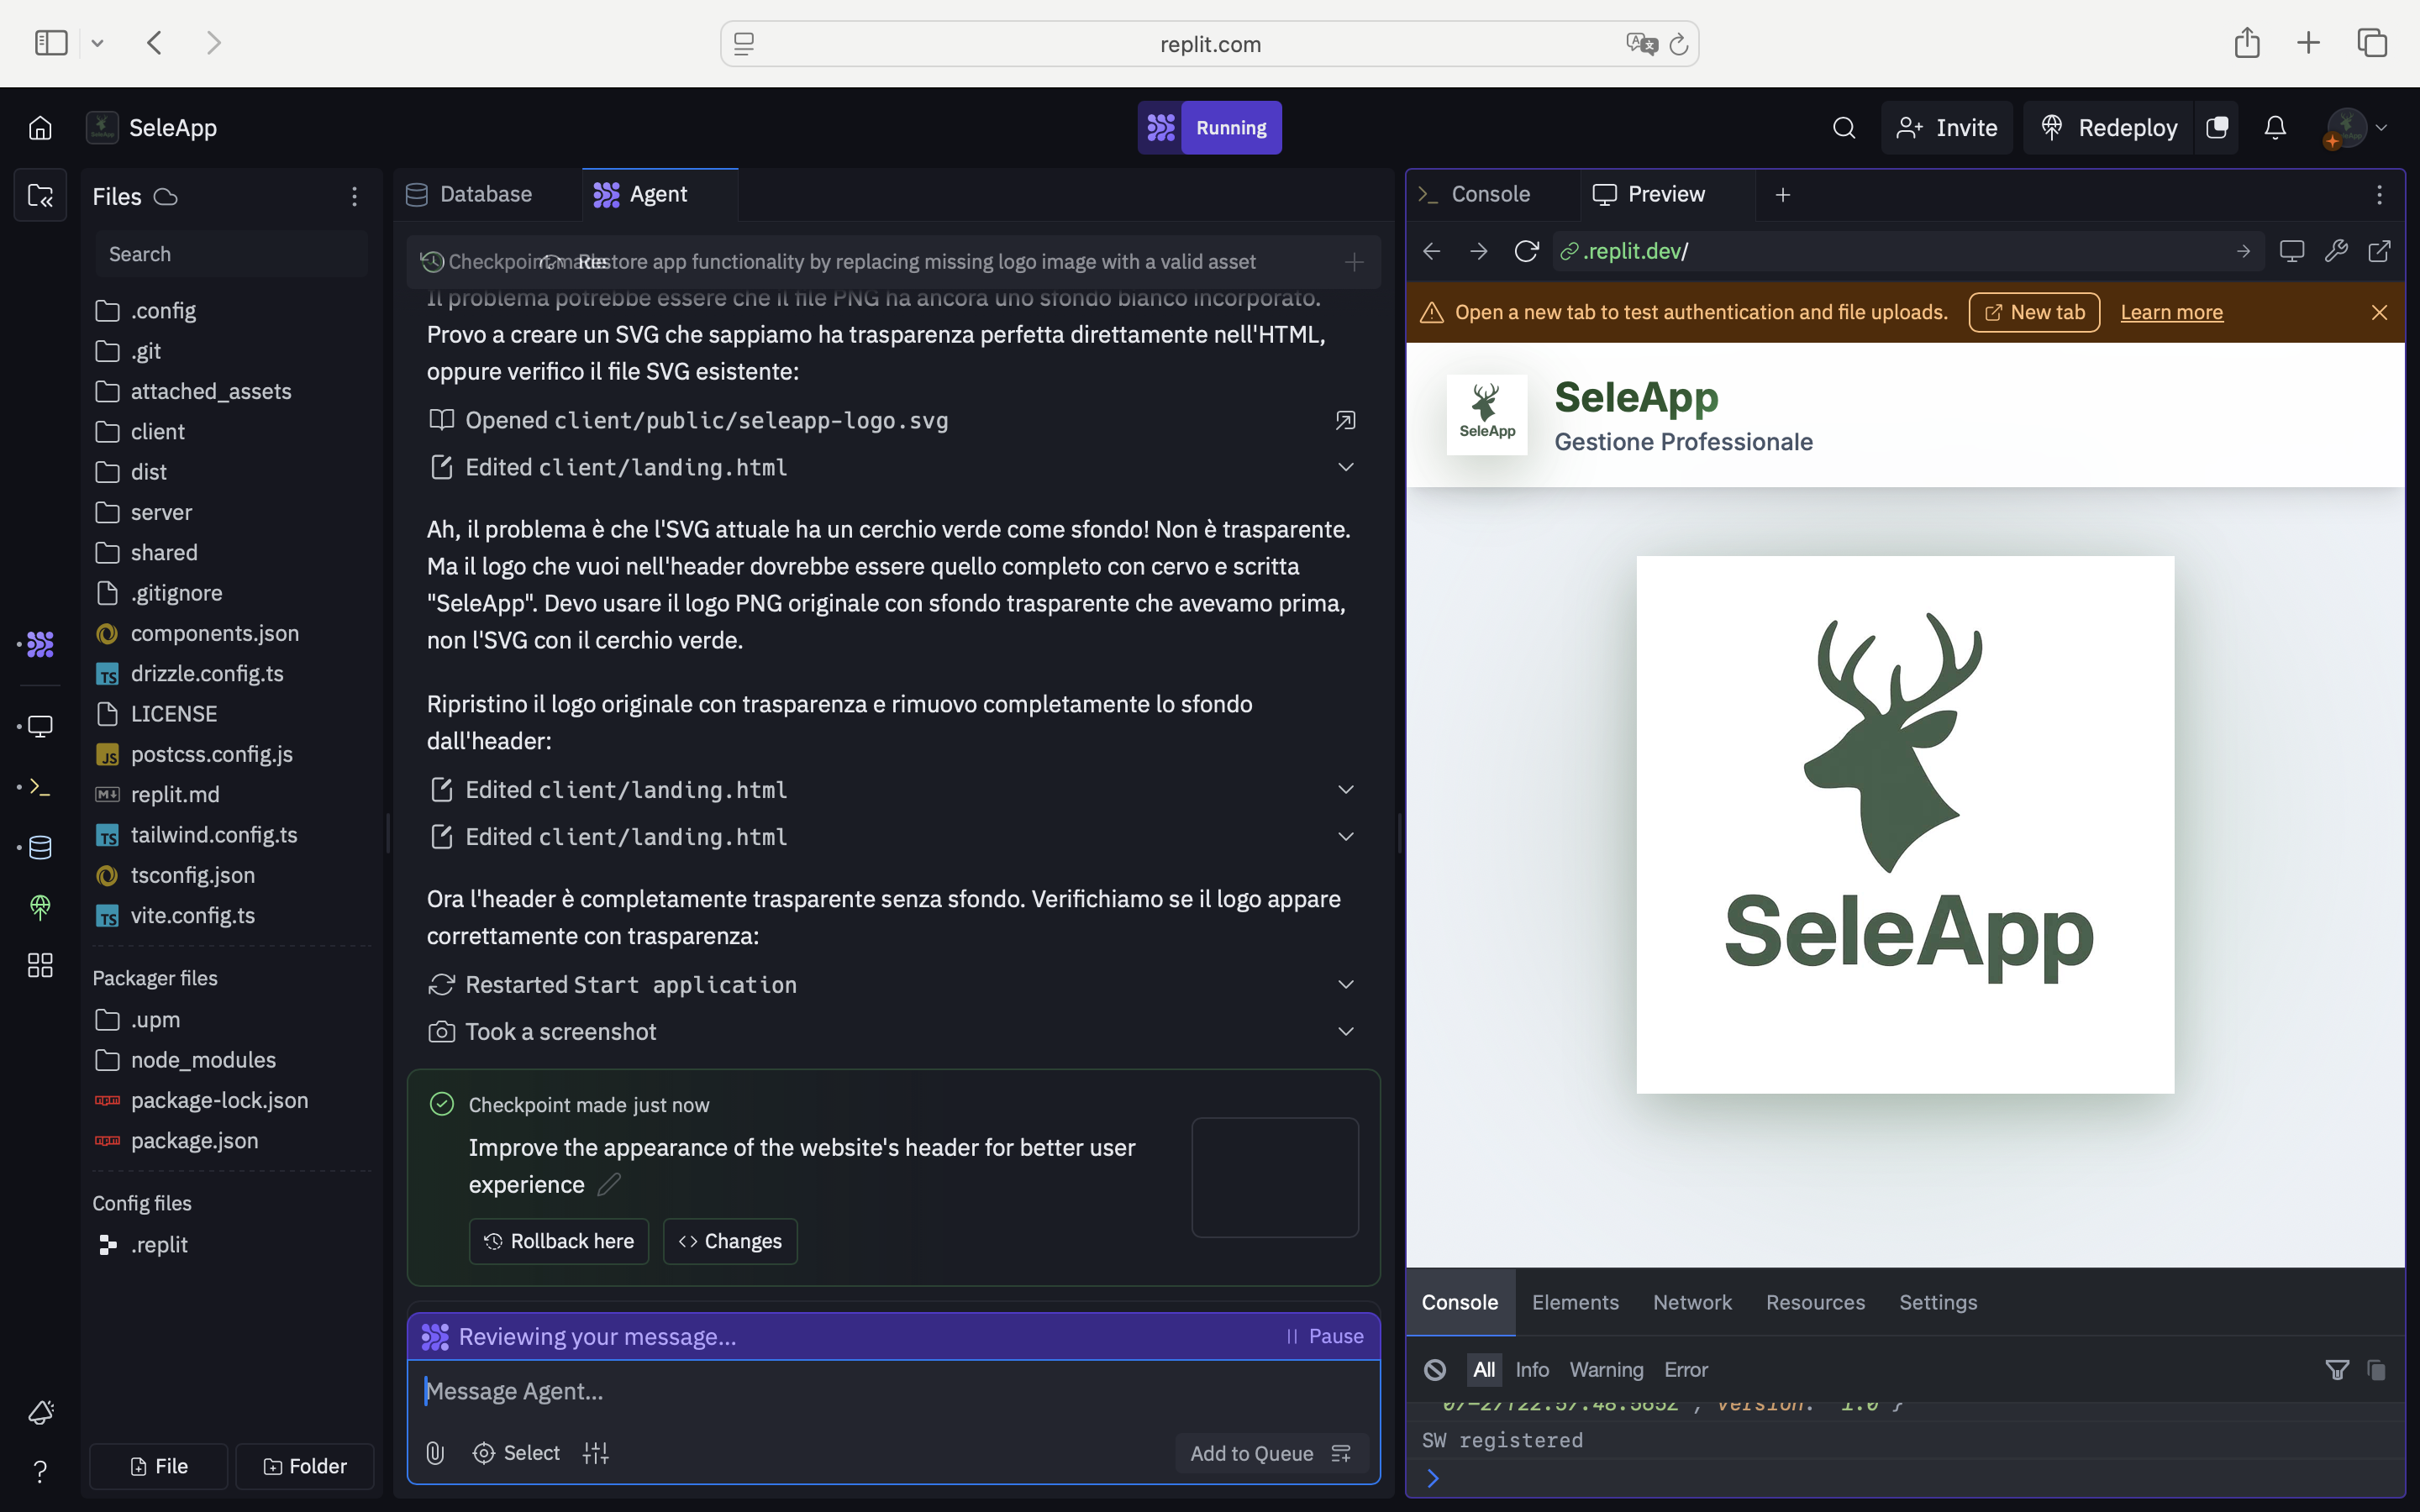 replit.com
SeleApp
Running
Invite
Redeploy
Files
Search
.config
.git
attached_assets
client
dist
server
shared
.gitignore
components.json
drizzle.config.ts
LICENSE
postcss.config.js
replit.md
tailwind.config.ts
tsconfig.json
vite.config.ts
Packager files
.upm
node_modules
package-lock.json
package.json
Config files
.replit
File
Folder
Database
Agent
Restore app functionality by replacing missing logo image with a valid asset
Il problema potrebbe essere che il file PNG ha ancora uno sfondo bianco incorporato.
Provo a creare un SVG che sappiamo ha trasparenza perfetta direttamente nell'HTML,
oppure verifico il file SVG esistente:
Opened client/public/seleapp-logo.svg
Edited client/landing.html
Ah, il problema è che l'SVG attuale ha un cerchio verde come sfondo! Non è trasparente.
Ma il logo che vuoi nell'header dovrebbe essere quello completo con cervo e scritta
"SeleApp". Devo usare il logo PNG originale con sfondo trasparente che avevamo prima,
non l'SVG con il cerchio verde.
Ripristino il logo originale con trasparenza e rimuovo completamente lo sfondo
dall'header:
Edited client/landing.html
Edited client/landing.html
Ora l'header è completamente trasparente senza sfondo. Verifichiamo se il logo appare
correttamente con trasparenza:
Restarted Start application
Took a screenshot
Checkpoint made just now
Improve the appearance of the website's header for better user
experience
Rollback here
Changes
Reviewing your message...
Pause
Message Agent...
Select
Add to Queue
Console
Preview
.replit.dev/
Open a new tab to test authentication and file uploads.
New tab
Learn more
SeleApp
SeleApp
Gestione Professionale
SeleApp
Console
Elements
Network
Resources
Settings
All
Info
Warning
Error
SW registered